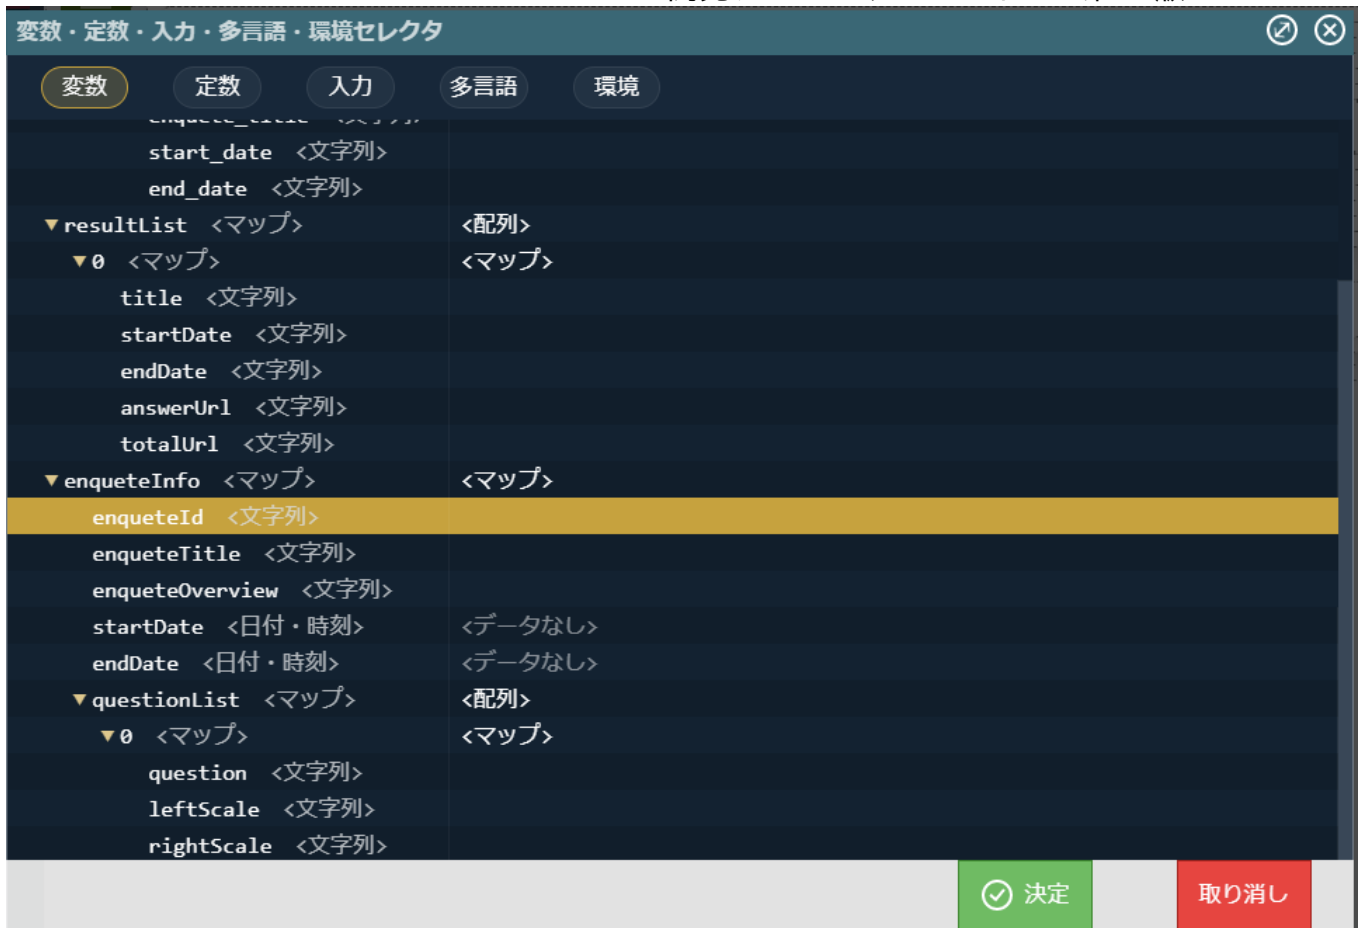 変数・定数・入力・多言語・環境セレクタ
変数 定数 入力 多言語 環境
start_date <文字列>
end_date <文字列>
▼resultList <マップ> <配列>
▼0 <マップ> <マップ>
title <文字列>
startDate <文字列>
endDate <文字列>
answerUrl <文字列>
totalUrl <文字列>
▼enqueteInfo <マップ> <マップ>
enqueteId <文字列>
enqueteTitle <文字列>
enqueteOverview <文字列>
startDate <日付・時刻> <データなし>
endDate <日付・時刻> <データなし>
▼questionList <マップ> <配列>
▼0 <マップ> <マップ>
question <文字列>
leftScale <文字列>
rightScale <文字列>
決定 取り消し